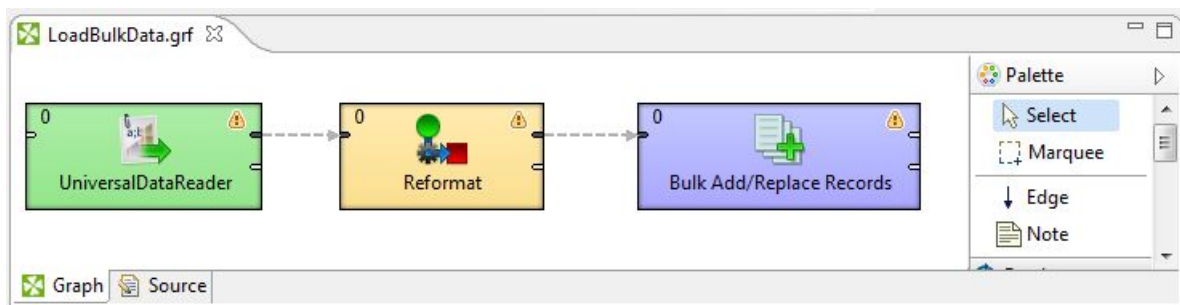 LoadBulkData.grf
Palette
Select
Marquee
Edge
Note
0
UniversalDataReader
0
Reformat
0
Bulk Add/Replace Records
Graph
Source